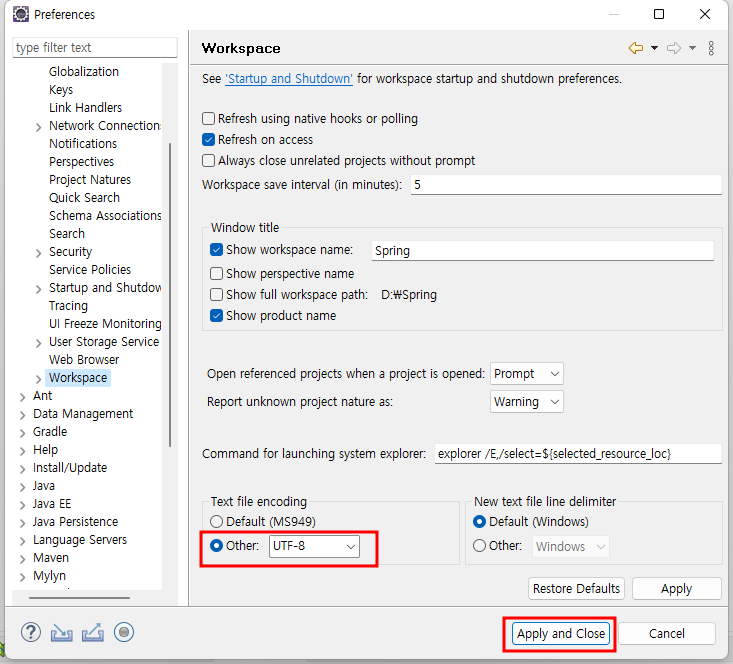 Preferences
type filter text
Globalization
Keys
Link Handlers
Network Connection
Notifications
Perspectives
Project Natures
Quick Search
Schema Associations
Search
Security
Service Policies
Startup and Shutdow
Tracing
UI Freeze Monitoring
User Storage Service
Web Browser
Workspace
Ant
Data Management
Gradle
Help
Install/Update
Java
Java EE
Java Persistence
Language Servers
Maven
Mylyn
Workspace
See 'Startup and Shutdown' for workspace startup and shutdown preferences.
Refresh using native hooks or polling
Refresh on access
Always close unrelated projects without prompt
Workspace save interval (in minutes): 5
Window title
Show workspace name: Spring
Show perspective name
Show full workspace path: D:₩Spring
Show product name
Open referenced projects when a project is opened: Prompt
Report unknown project nature as: Warning
Command for launching system explorer: explorer /E,/select=${selected_resource_loc}
Text file encoding
Default (MS949)
Other: UTF-8
New text file line delimiter
Default (Windows)
Other: Windows
Restore Defaults
Apply
Apply and Close
Cancel